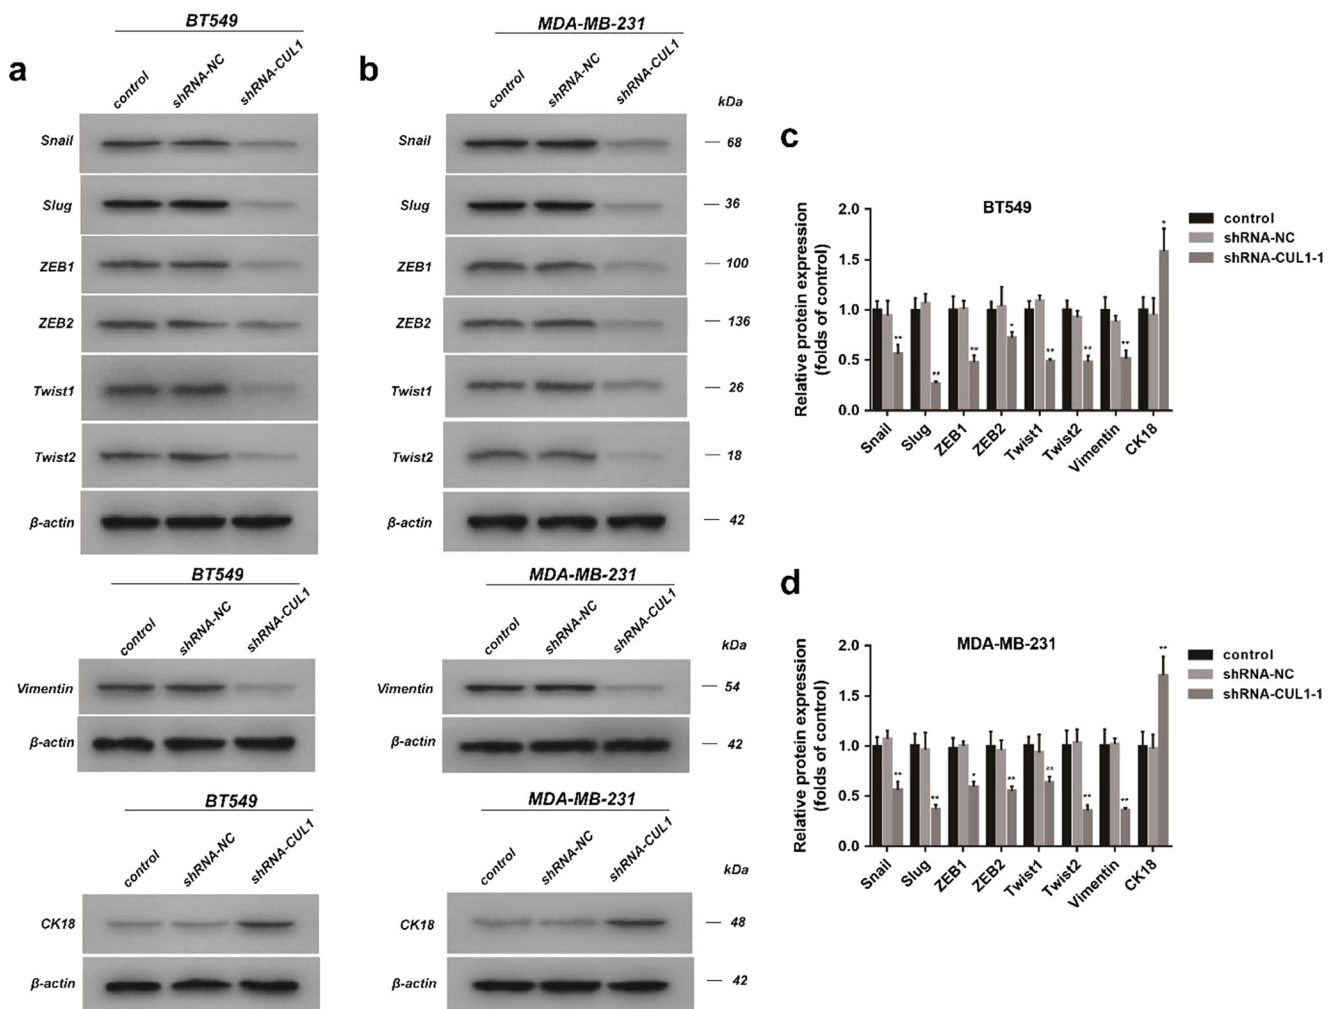 a
BT549
control
shRNA-NC
shRNA-CUL1
Snail
Slug
ZEB1
ZEB2
Twist1
Twist2
β-actin
BT549
control
shRNA-NC
shRNA-CUL1
Vimentin
β-actin
BT549
control
shRNA-NC
shRNA-CUL1
CK18
β-actin
b
MDA-MB-231
control
shRNA-NC
shRNA-CUL1
kDa
Snail
68
Slug
36
ZEB1
100
ZEB2
136
Twist1
26
Twist2
18
β-actin
42
MDA-MB-231
control
shRNA-NC
shRNA-CUL1
kDa
Vimentin
54
β-actin
42
MDA-MB-231
control
shRNA-NC
shRNA-CUL1
kDa
CK18
48
β-actin
42
c
BT549
Relative protein expression
(folds of control)
2.0
1.5
1.0
0.5
0.0
**
**
**
*
**
**
**
*
Snail
Slug
ZEB1
ZEB2
Twist1
Twist2
Vimentin
CK18
control
shRNA-NC
shRNA-CUL1-1
d
MDA-MB-231
Relative protein expression
(folds of control)
2.0
1.5
1.0
0.5
0.0
**
**
*
**
**
**
**
**
Snail
Slug
ZEB1
ZEB2
Twist1
Twist2
Vimentin
CK18
control
shRNA-NC
shRNA-CUL1-1